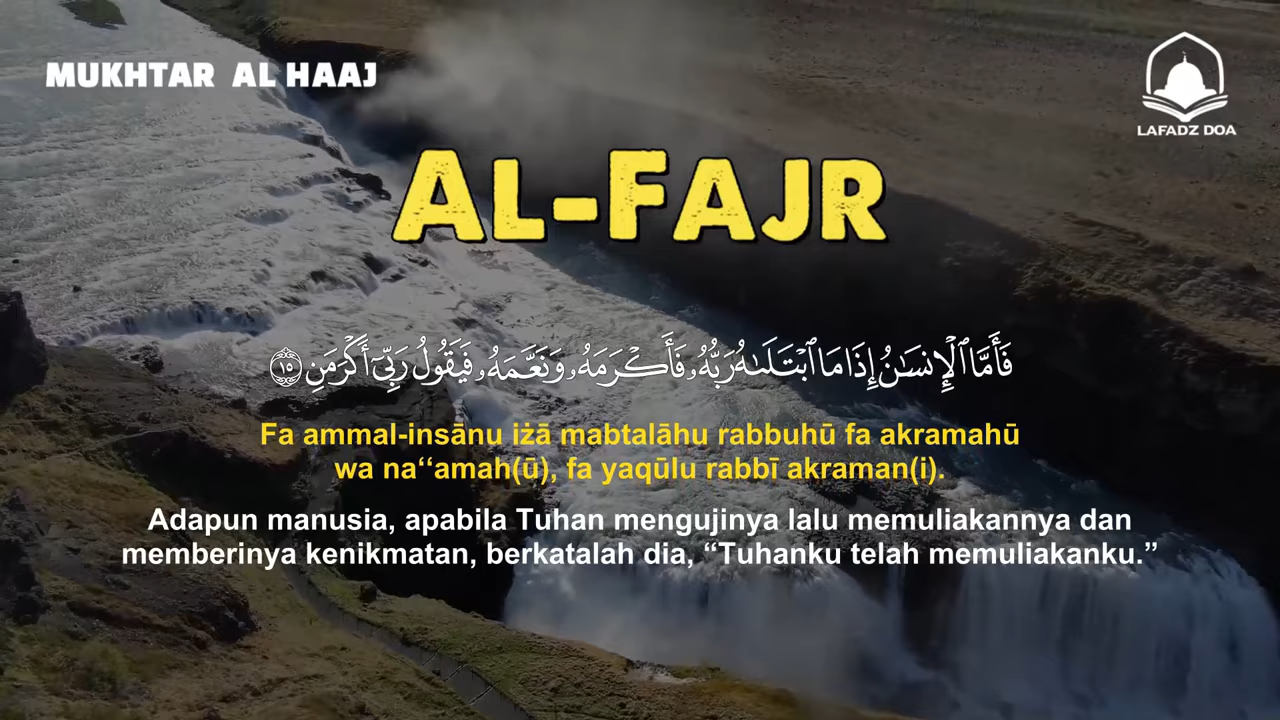 MUKHTAR AL HAAJ
LAFADZ DOA
AL-FAJR
فَأَمَّا ٱلْإِنسَـٰنُ إِذَا مَا ٱبْتَلَىٰهُ رَبُّهُۥ فَأَكْرَمَهُۥ وَنَعَّمَهُۥ فَيَقُولُ رَبِّىٓ أَكْرَمَنِ ١٥
Fa ammal-insānu iżā mabtalāhu rabbuhū fa akramahū
wa na‘‘amah(ū), fa yaqūlu rabbī akraman(i).
Adapun manusia, apabila Tuhan mengujinya lalu memuliakannya dan
memberinya kenikmatan, berkatalah dia, “Tuhanku telah memuliakanku.”